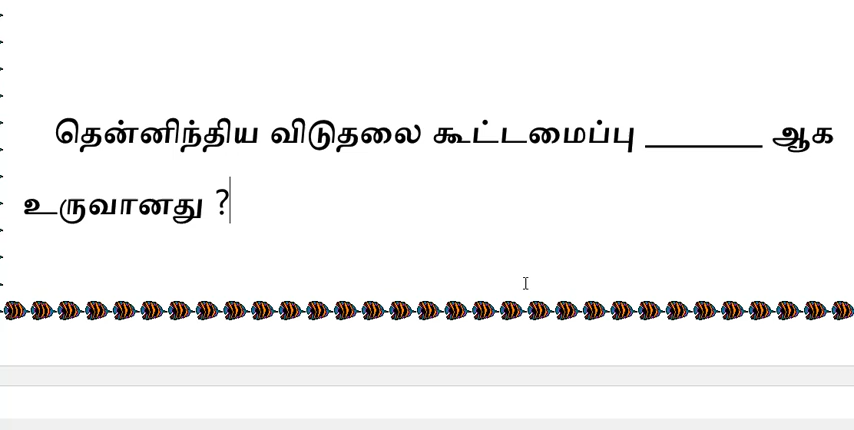 தென்னிந்திய விடுதலை கூட்டமைப்பு _______ ஆக
உருவானது ?